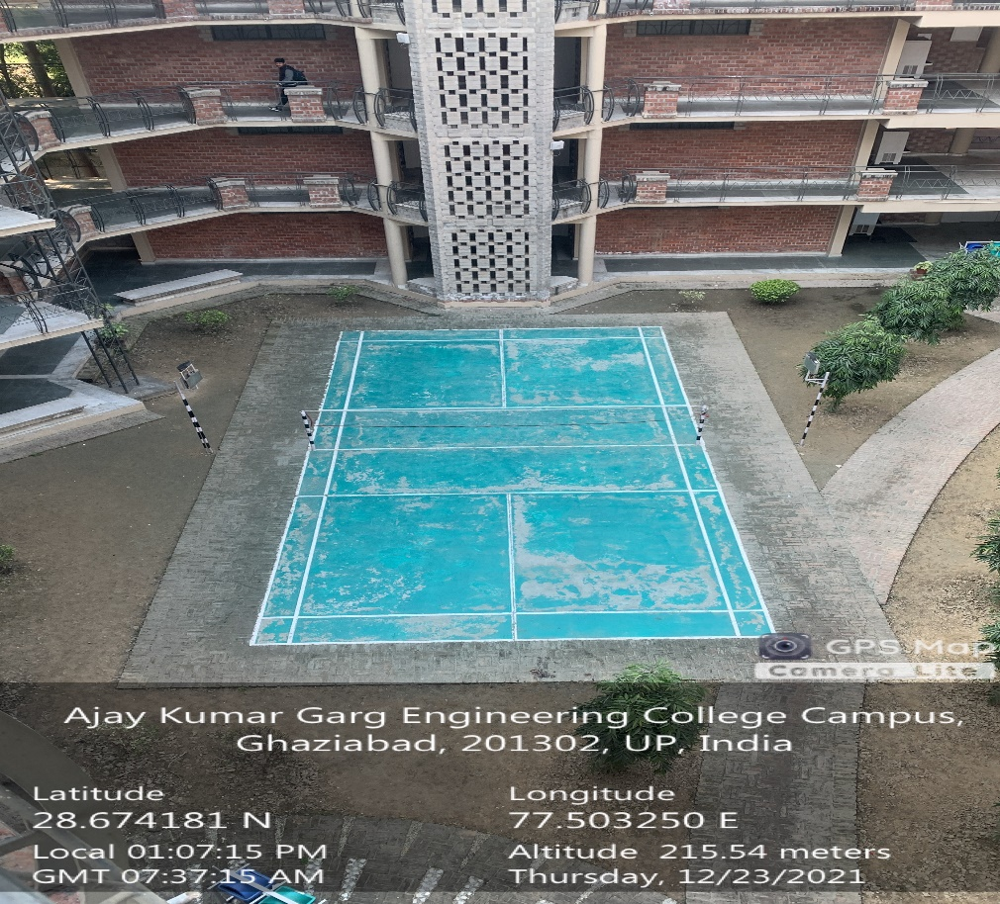 GPS Map
Camera Lite
Ajay Kumar Garg Engineering College Campus,
Ghaziabad, 201302, UP, India
Latitude
28.674181 N
Longitude
77.503250 E
Local 01:07:15 PM
GMT 07:37:15 AM
Altitude 215.54 meters
Thursday, 12/23/2021